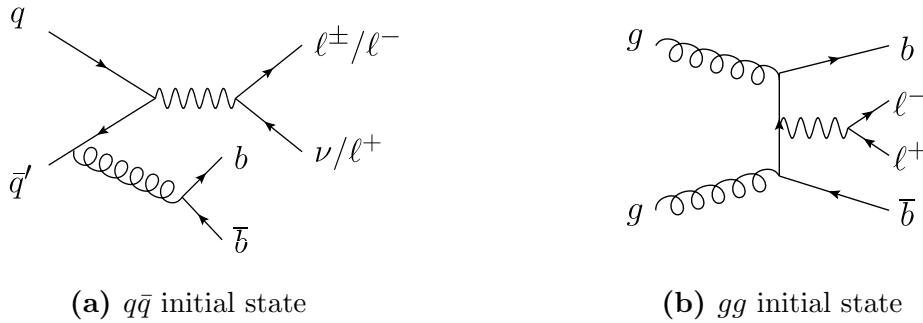 q
ℓ±/ℓ−
ν/ℓ+
q̄′
b
b̅
(a) qq̄ initial state
g
b
ℓ−
ℓ+
g
b̅
(b) gg initial state